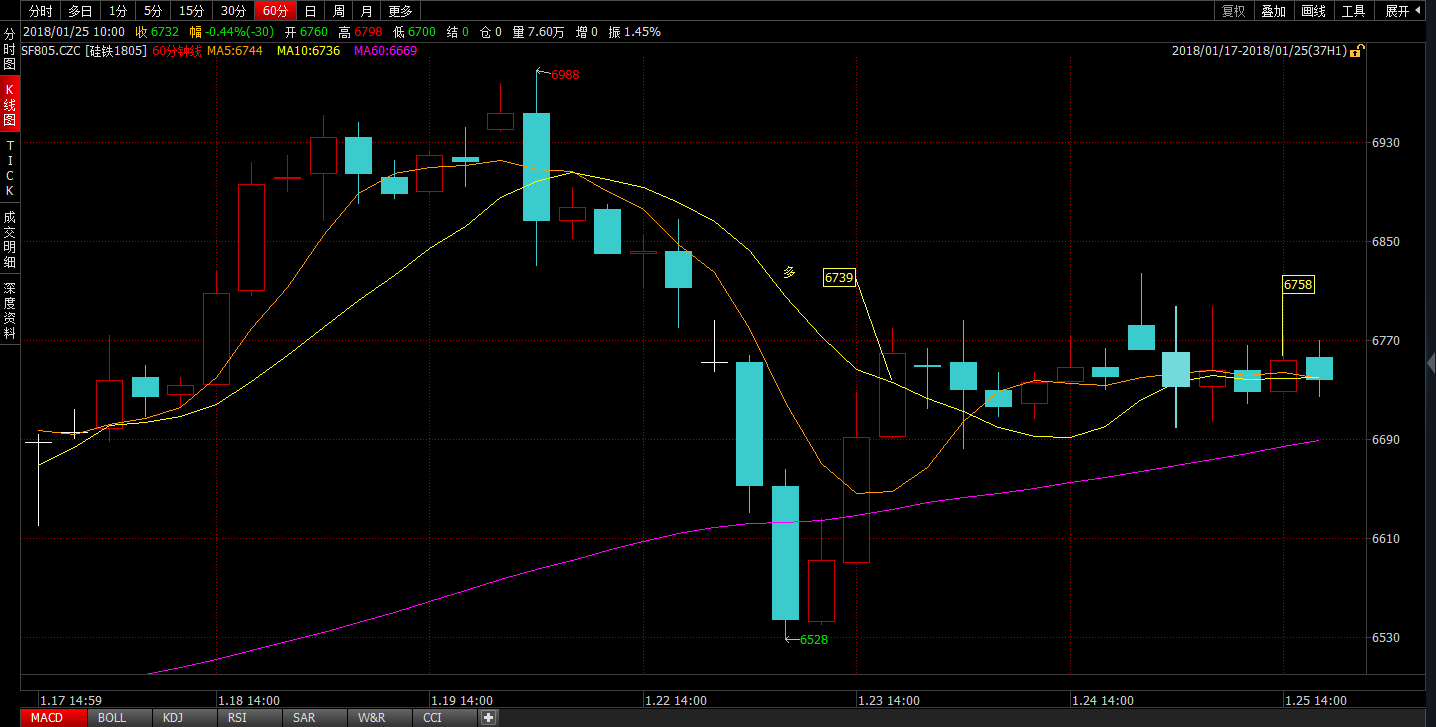 分时 多日 1分 5分 15分 30分 60分 日 周 月 更多 复权 叠加 画线 工具 展开
2018/01/25 10:00 收 6732 幅 -0.44%(-30) 开 6760 高 6798 低 6700 结 0 仓 0 量 7.60万 增 0 振 1.45%
SF805.CZC [硅铁1805] 60分钟线 MA5:6744 MA10:6736 MA60:6669 2018/01/17-2018/01/25(37H1)
分时图
K线图
TICK
成交明细
深度资料
6988
6930
6850
多
6739
6758
6770
6690
6610
6528
6530
1.17 14:59 1.18 14:00 1.19 14:00 1.22 14:00 1.23 14:00 1.24 14:00 1.25 14:00
MACD BOLL KDJ RSI SAR W&R CCI